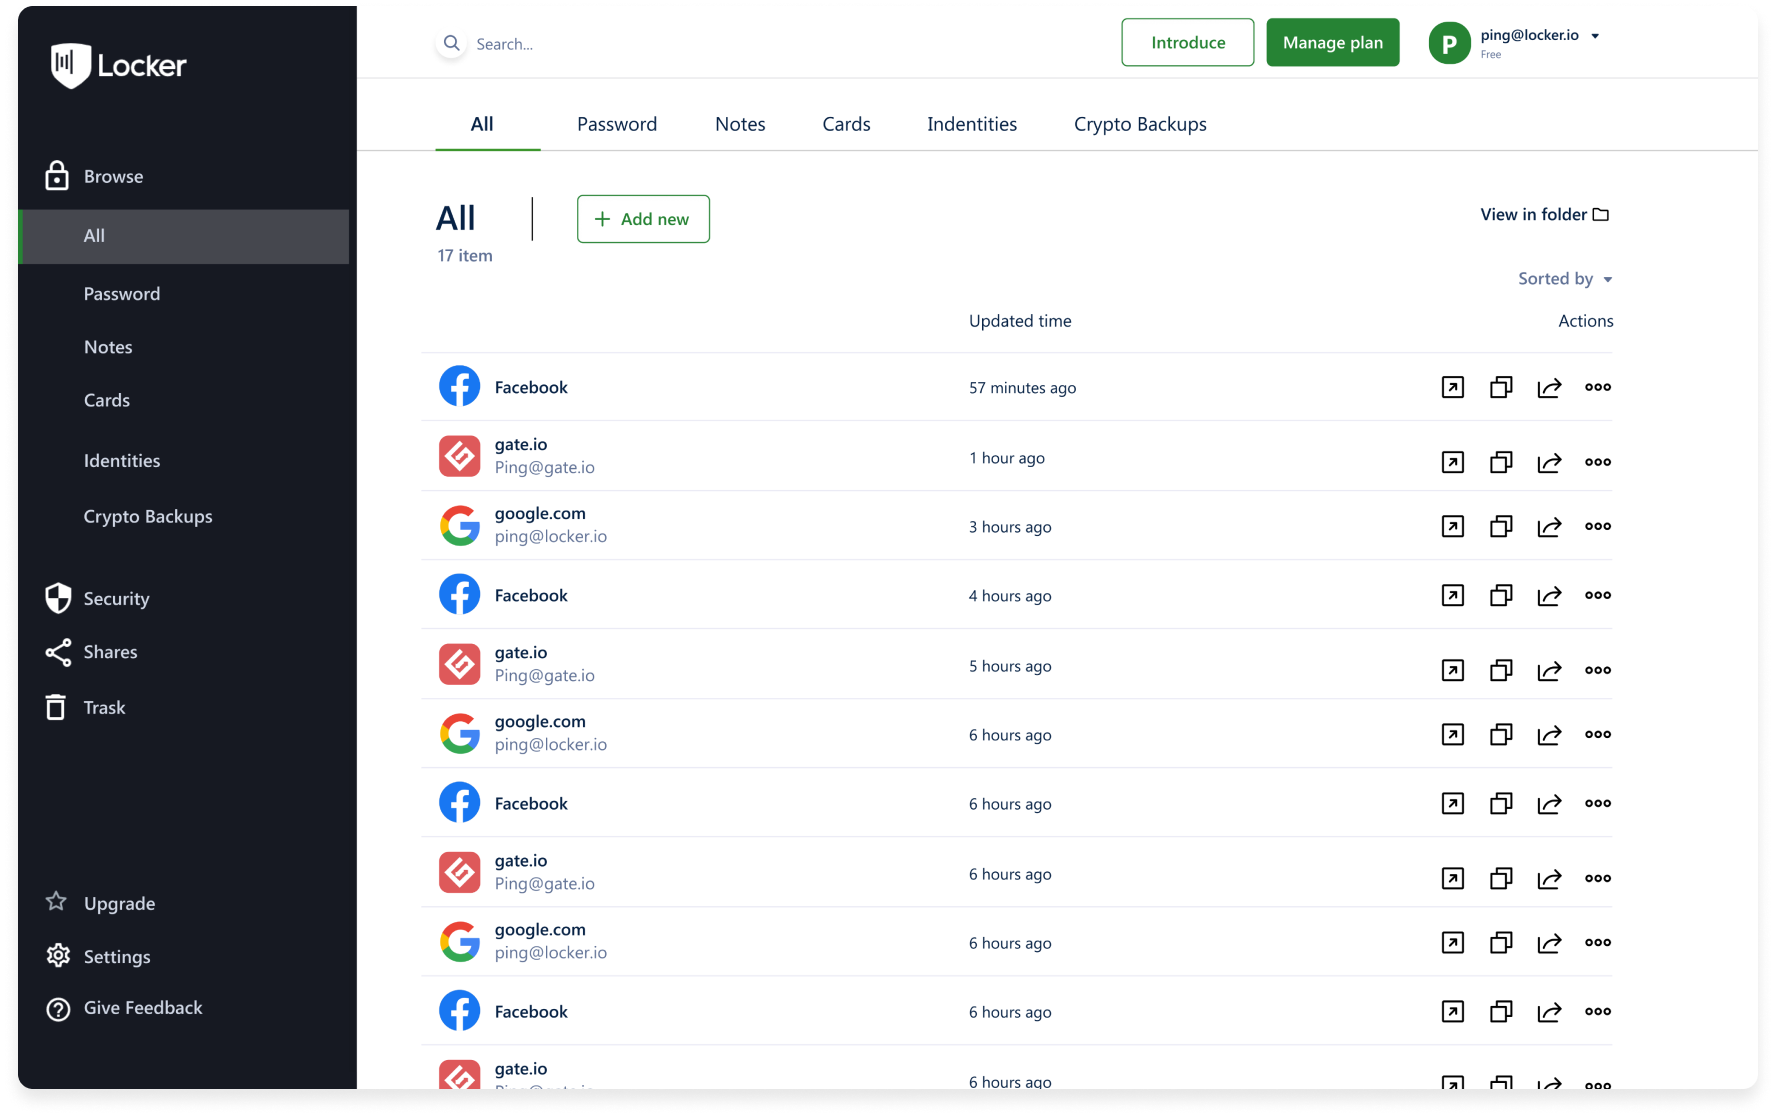 Locker
Search...
Introduce
Manage plan
P
ping@locker.io
Free
All
Password
Notes
Cards
Indentities
Crypto Backups
Browse
All
Password
Notes
Cards
Identities
Crypto Backups
Security
Shares
Trask
Upgrade
Settings
Give Feedback
All
17 item
+ Add new
View in folder
Sorted by
Updated time
Actions
Facebook
57 minutes ago
gate.io
Ping@gate.io
1 hour ago
google.com
ping@locker.io
3 hours ago
Facebook
4 hours ago
gate.io
Ping@gate.io
5 hours ago
google.com
ping@locker.io
6 hours ago
Facebook
6 hours ago
gate.io
Ping@gate.io
6 hours ago
google.com
ping@locker.io
6 hours ago
Facebook
6 hours ago
gate.io
6 hours ago